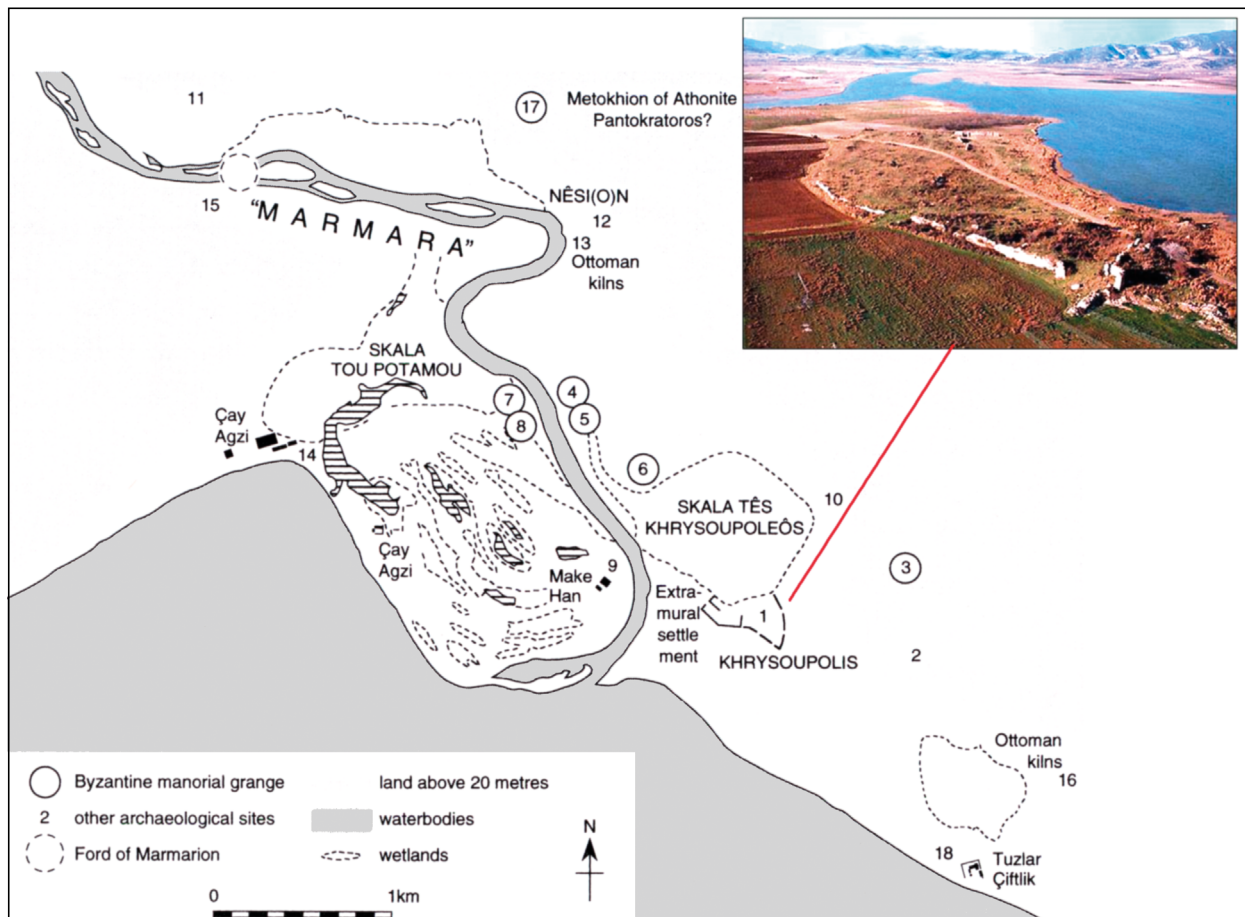 11
17
Metokhion of Athonite
Pantokratoros?
15
"MARMARA"
NÊSI(O)N
12
13
Ottoman
kilns
SKALA
TOU POTAMOU
Çay
Agzi
14
7
8
4
5
6
SKALA TÊS
KHRYSOUPOLEÔS
10
3
Çay
Agzi
Make
Han
9
Extra-
mural
settle
ment
1
KHRYSOUPOLIS
2
Ottoman
kilns
16
18
Tuzlar
Çiftlik
Byzantine manorial grange
2 other archaeological sites
Ford of Marmarion
land above 20 metres
waterbodies
wetlands
N
0 1km